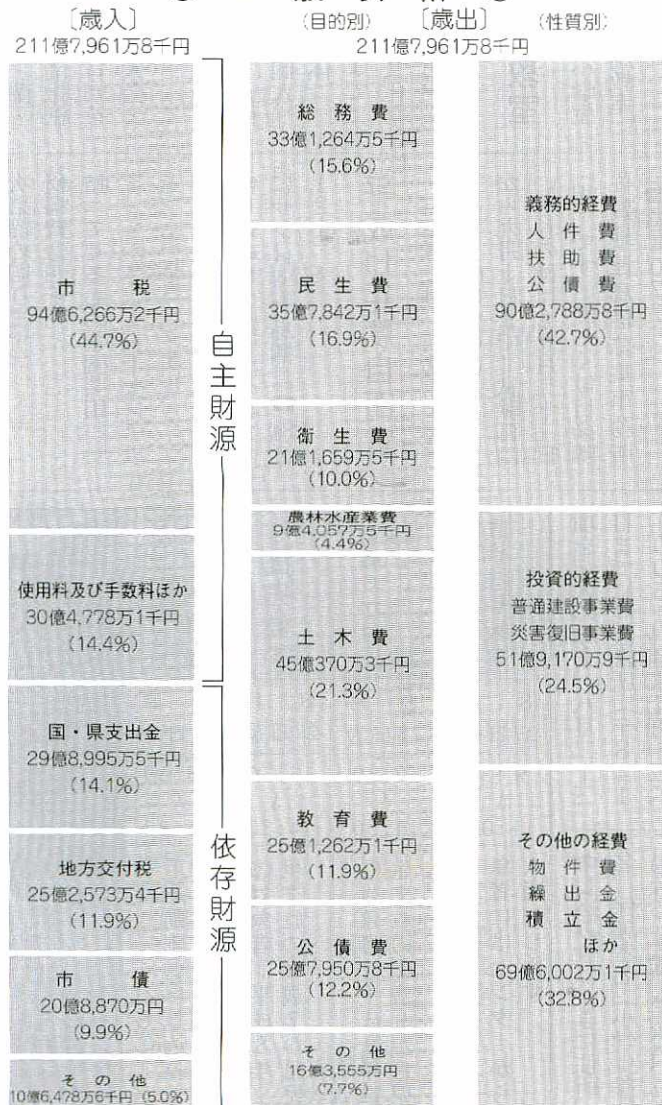 〔歳入〕
211億7,961万8千円
市税
94億6,266万2千円
(44.7%)
使用料及び手数料ほか
30億4,778万1千円
(14.4%)
自主財源
国・県支出金
29億8,995万5千円
(14.1%)
地方交付税
25億2,573万4千円
(11.9%)
市債
20億8,870万円
(9.9%)
その他
10億6,478万6千円 (5.0%)
依存財源
(目的別) 〔歳出〕 (性質別)
211億7,961万8千円
総務費
33億1,264万5千円
(15.6%)
民生費
35億7,842万1千円
(16.9%)
衛生費
21億1,659万5千円
(10.0%)
農林水産業費
9億4,057万5千円
(4.4%)
土木費
45億370万3千円
(21.3%)
教育費
25億1,262万1千円
(11.9%)
公債費
25億7,950万8千円
(12.2%)
その他
16億3,555万円
(7.7%)
義務的経費
人件費
扶助費
公債費
90億2,788万8千円
(42.7%)
投資的経費
普通建設事業費
災害復旧事業費
51億9,170万9千円
(24.5%)
その他の経費
物件費
繰出金
積立金
ほか
69億6,002万1千円
(32.8%)